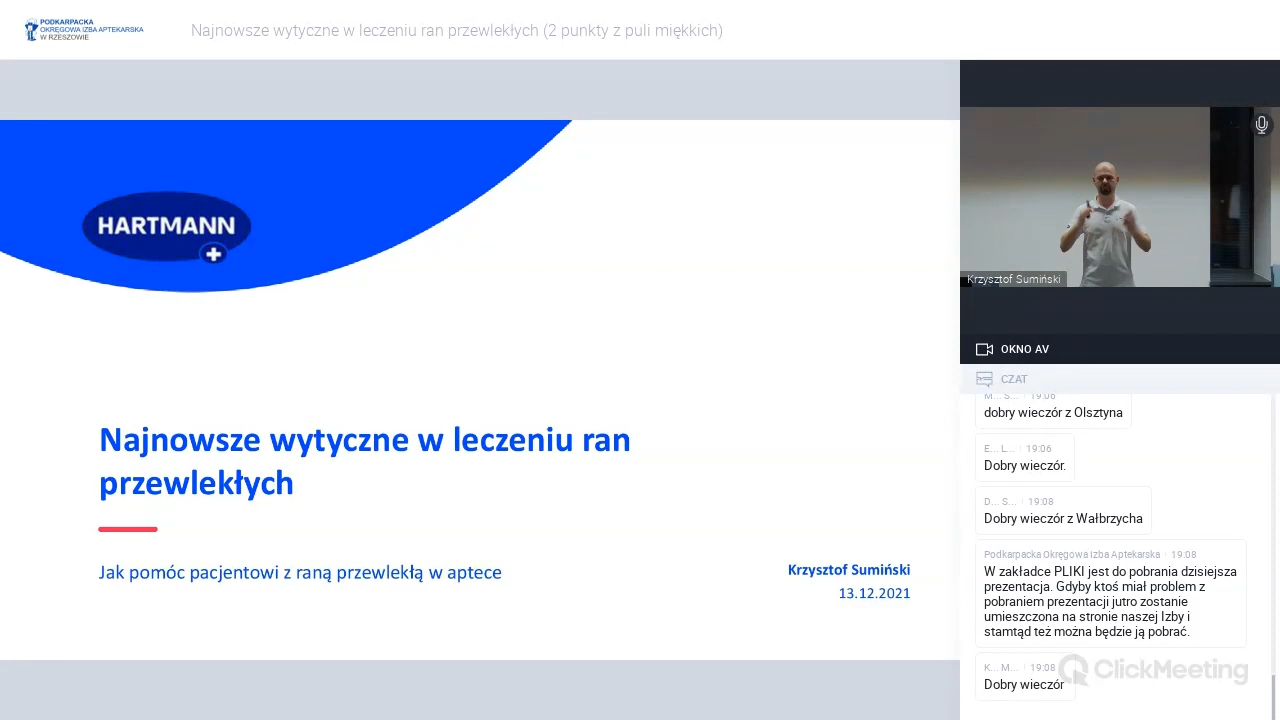 PODKARPACKA
OKRĘGOWA IZBA APTEKARSKA
W RZESZOWIE
Najnowsze wytyczne w leczeniu ran przewlekłych (2 punkty z puli miękkich)
HARTMANN
Najnowsze wytyczne w leczeniu ran
przewlekłych
Jak pomóc pacjentowi z raną przewlekłą w aptece
Krzysztof Sumiński
13.12.2021
Krzysztof Sumiński
OKNO AV
CZAT
M... S... 19:06
dobry wieczór z Olsztyna
E... L... 19:06
Dobry wieczór.
D... S... 19:08
Dobry wieczór z Wałbrzycha
Podkarpacka Okręgowa Izba Aptekarska 19:08
W zakładce PLIKI jest do pobrania dzisiejsza
prezentacja. Gdyby ktoś miał problem z
pobraniem prezentacji jutro zostanie
umieszczona na stronie naszej Izby i
stamtąd też można będzie ją pobrać.
K... M... 19:08
Dobry wieczór
ClickMeeting